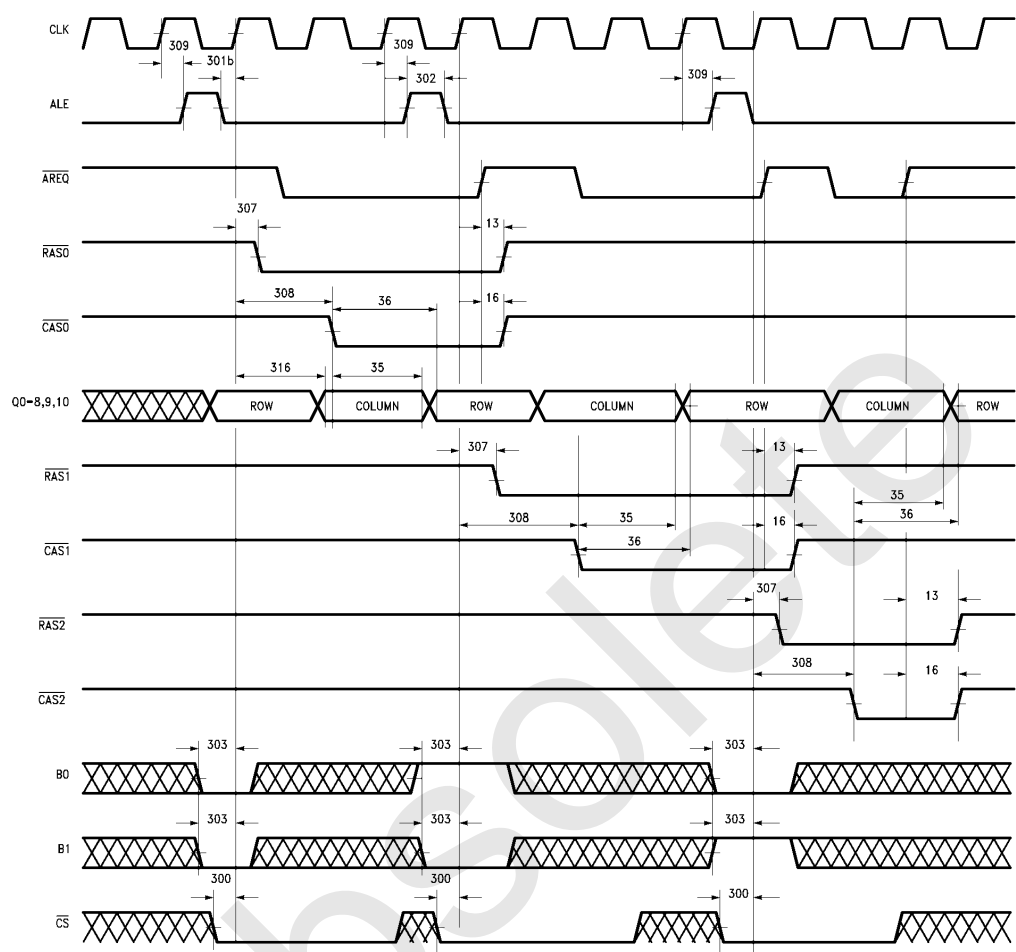 CLK
309
301b
309
302
309
ALE
AREQ
307
13
RAS0
308
36
16
CAS0
316
35
Q0-8,9,10
ROW
COLUMN
ROW
COLUMN
ROW
COLUMN
ROW
307
13
RAS1
35
308
35
16
36
36
CAS1
307
13
RAS2
308
16
CAS2
303
303
303
B0
303
303
303
B1
300
300
300
CS
obsolete